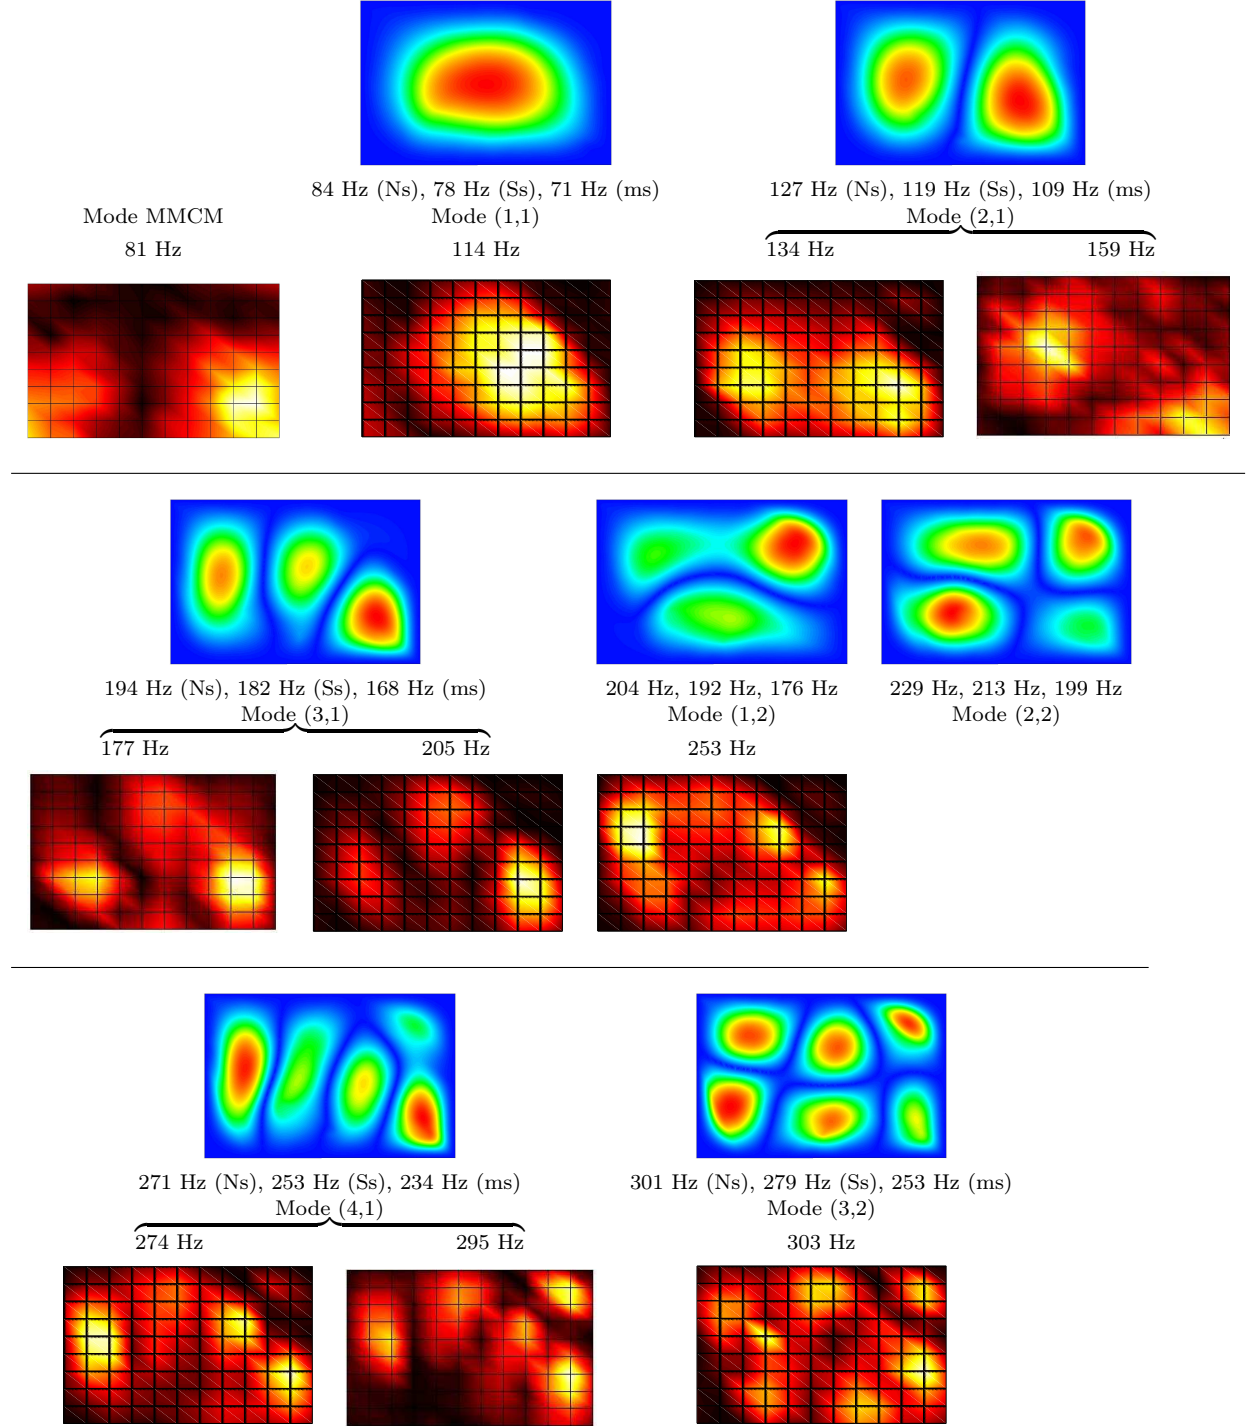 84 Hz (Ns), 78 Hz (Ss), 71 Hz (ms)
127 Hz (Ns), 119 Hz (Ss), 109 Hz (ms)
Mode MMCM
Mode (1,1)
Mode (2,1)
81 Hz
114 Hz
134 Hz
159 Hz
194 Hz (Ns), 182 Hz (Ss), 168 Hz (ms)
204 Hz, 192 Hz, 176 Hz
229 Hz, 213 Hz, 199 Hz
Mode (3,1)
Mode (1,2)
Mode (2,2)
177 Hz
205 Hz
253 Hz
271 Hz (Ns), 253 Hz (Ss), 234 Hz (ms)
301 Hz (Ns), 279 Hz (Ss), 253 Hz (ms)
Mode (4,1)
Mode (3,2)
274 Hz
295 Hz
303 Hz